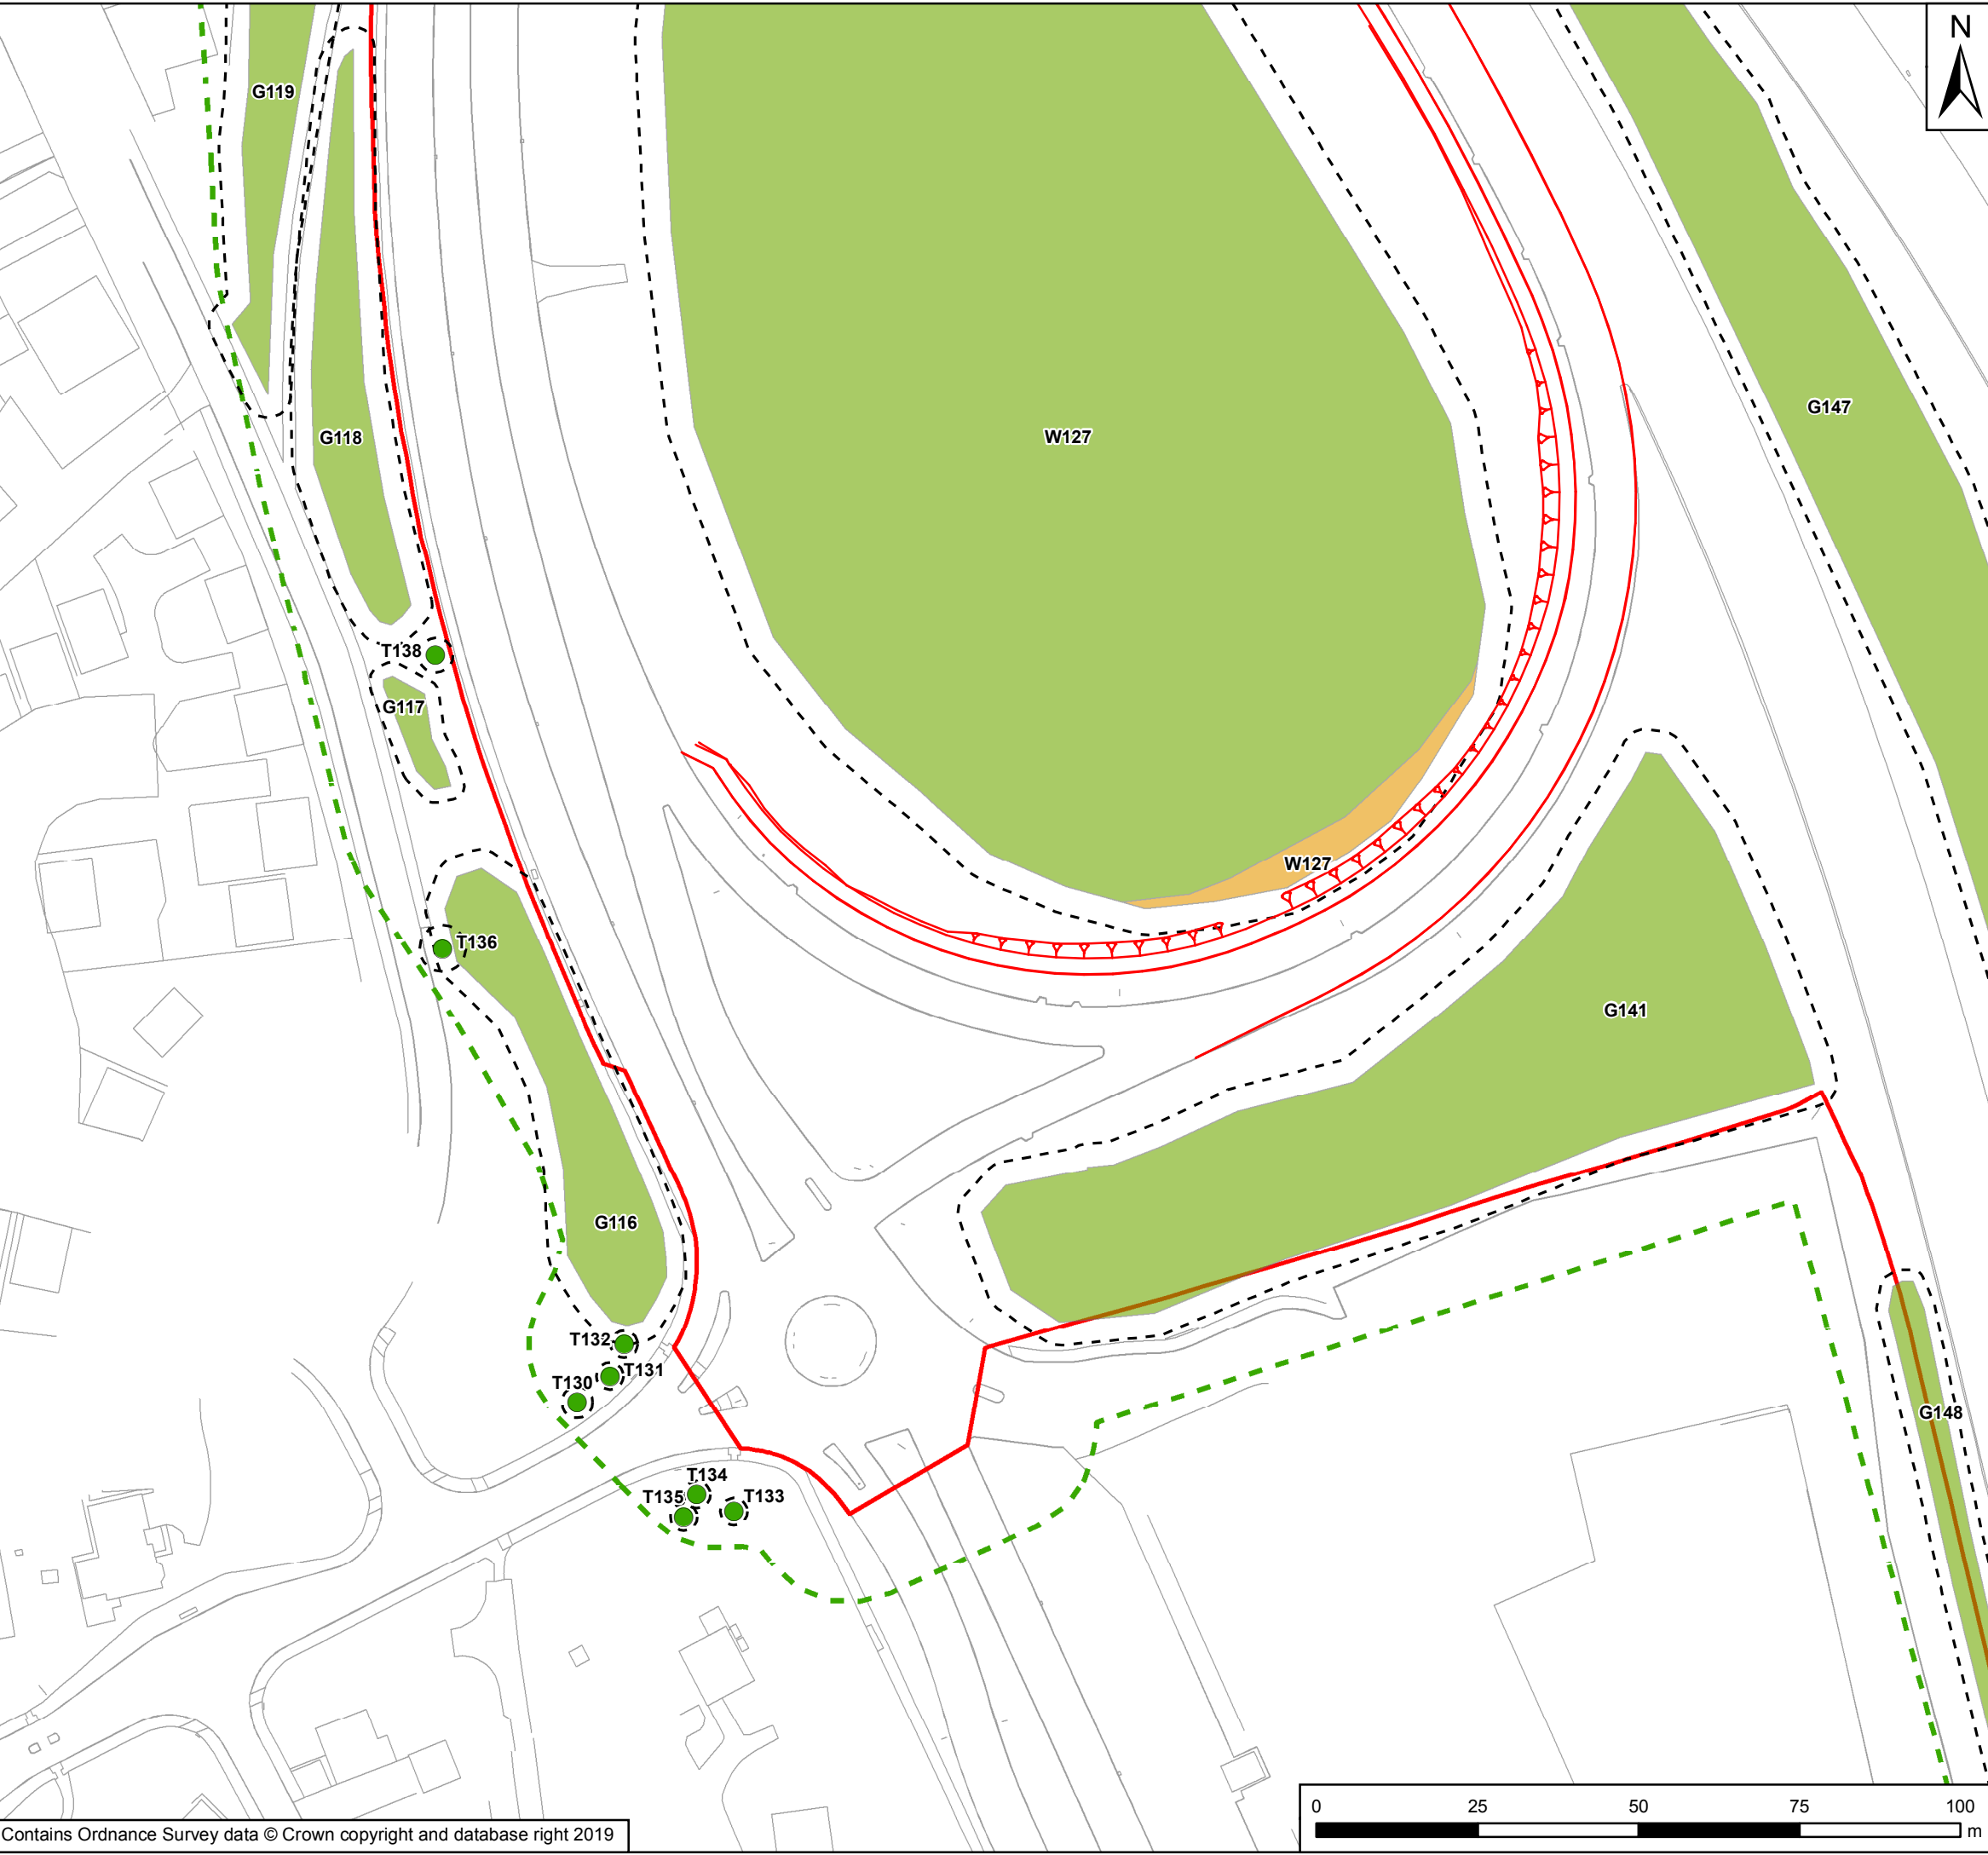 N
G119
G147
G118
W127
T138
G117
W127
T136
G141
G116
T132
T131
T130
G148
T134
T135
T133
0 25 50 75 100
m
Contains Ordnance Survey data © Crown copyright and database right 2019